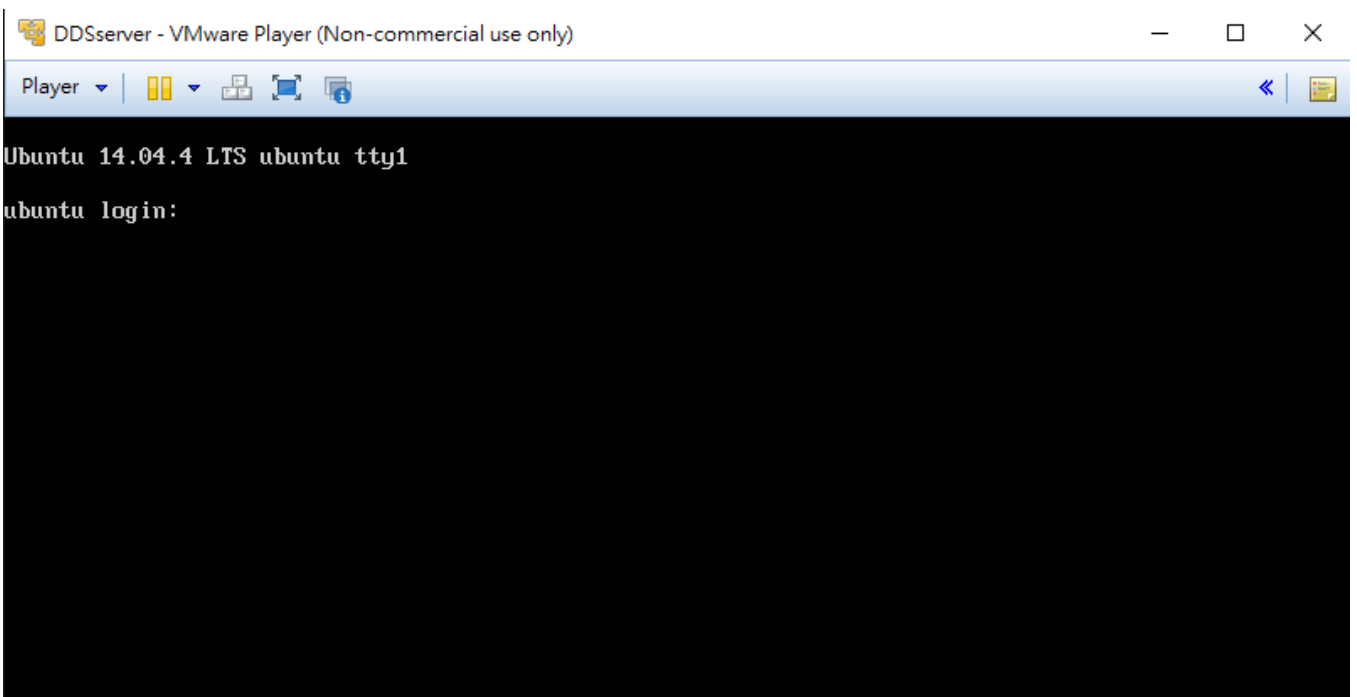 DDSserver - VMware Player (Non-commercial use only)
Player
Ubuntu 14.04.4 LTS ubuntu tty1
ubuntu login: